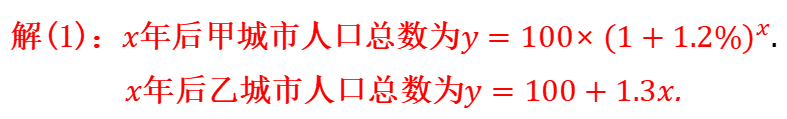 解(1)：x年后甲城市人口总数为y = 100× (1 + 1.2%)ˣ.
x年后乙城市人口总数为y = 100 + 1.3x.